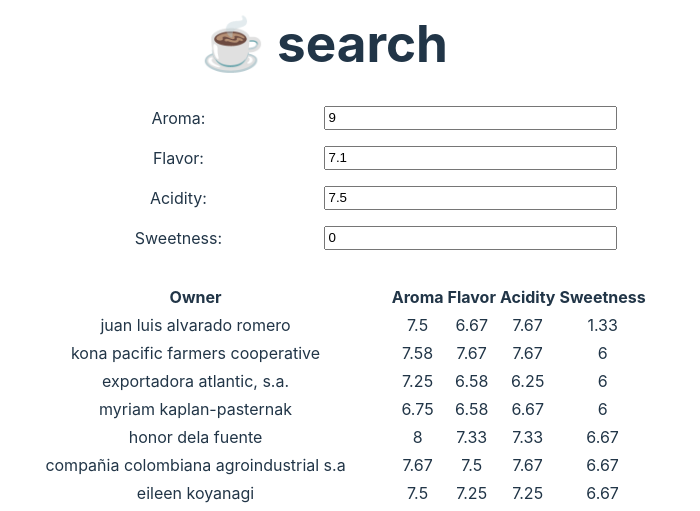 search
Aroma: 9
Flavor: 7.1
Acidity: 7.5
Sweetness: 0
Owner Aroma Flavor Acidity Sweetness
juan luis alvarado romero 7.5 6.67 7.67 1.33
kona pacific farmers cooperative 7.58 7.67 7.67 6
exportadora atlantic, s.a. 7.25 6.58 6.25 6
myriam kaplan-pasternak 6.75 6.58 6.67 6
honor dela fuente 8 7.33 7.33 6.67
compañia colombiana agroindustrial s.a 7.67 7.5 7.67 6.67
eileen koyanagi 7.5 7.25 7.25 6.67